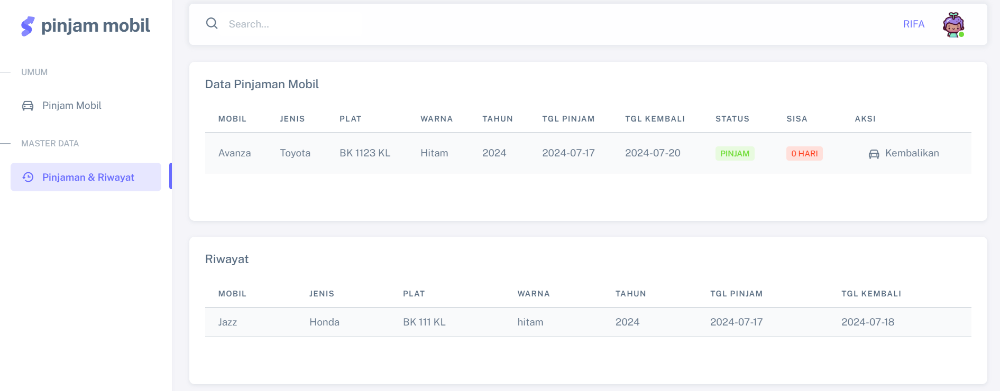 pinjam mobil
UMUM
Pinjam Mobil
MASTER DATA
Pinjaman & Riwayat
Search...
RIFA
Data Pinjaman Mobil
MOBIL JENIS PLAT WARNA TAHUN TGL PINJAM TGL KEMBALI STATUS SISA AKSI
Avanza Toyota BK 1123 KL Hitam 2024 2024-07-17 2024-07-20 PINJAM 0 HARI Kembalikan
Riwayat
MOBIL JENIS PLAT WARNA TAHUN TGL PINJAM TGL KEMBALI
Jazz Honda BK 111 KL hitam 2024 2024-07-17 2024-07-18